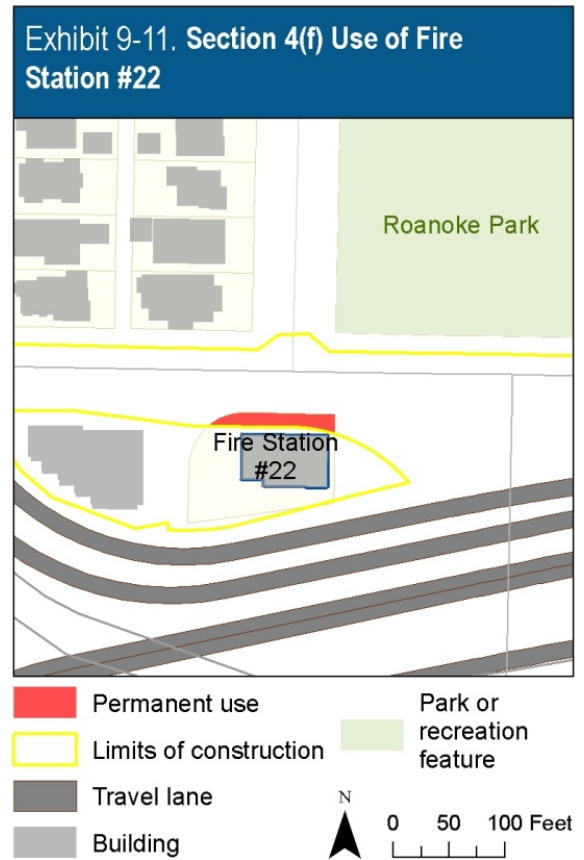 Exhibit 9-11. Section 4(f) Use of Fire
Station #22
Roanoke Park
Fire Station
#22
Permanent use
Limits of construction
Travel lane
Building
Park or
recreation
feature
N
0 50 100 Feet